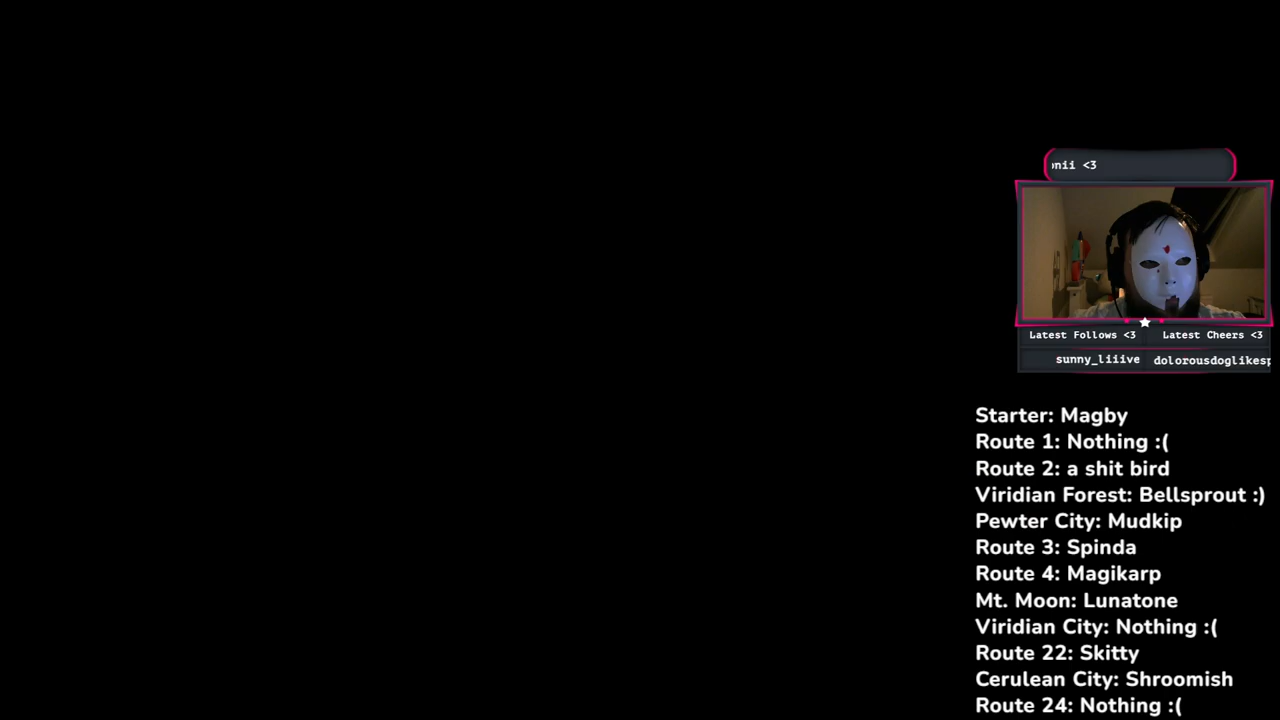 nii <3
Latest Follows <3
Latest Cheers <3
sunny_liiive
dolorousdoglikesp
Starter: Magby
Route 1: Nothing :(
Route 2: a shit bird
Viridian Forest: Bellsprout :)
Pewter City: Mudkip
Route 3: Spinda
Route 4: Magikarp
Mt. Moon: Lunatone
Viridian City: Nothing :(
Route 22: Skitty
Cerulean City: Shroomish
Route 24: Nothing :(